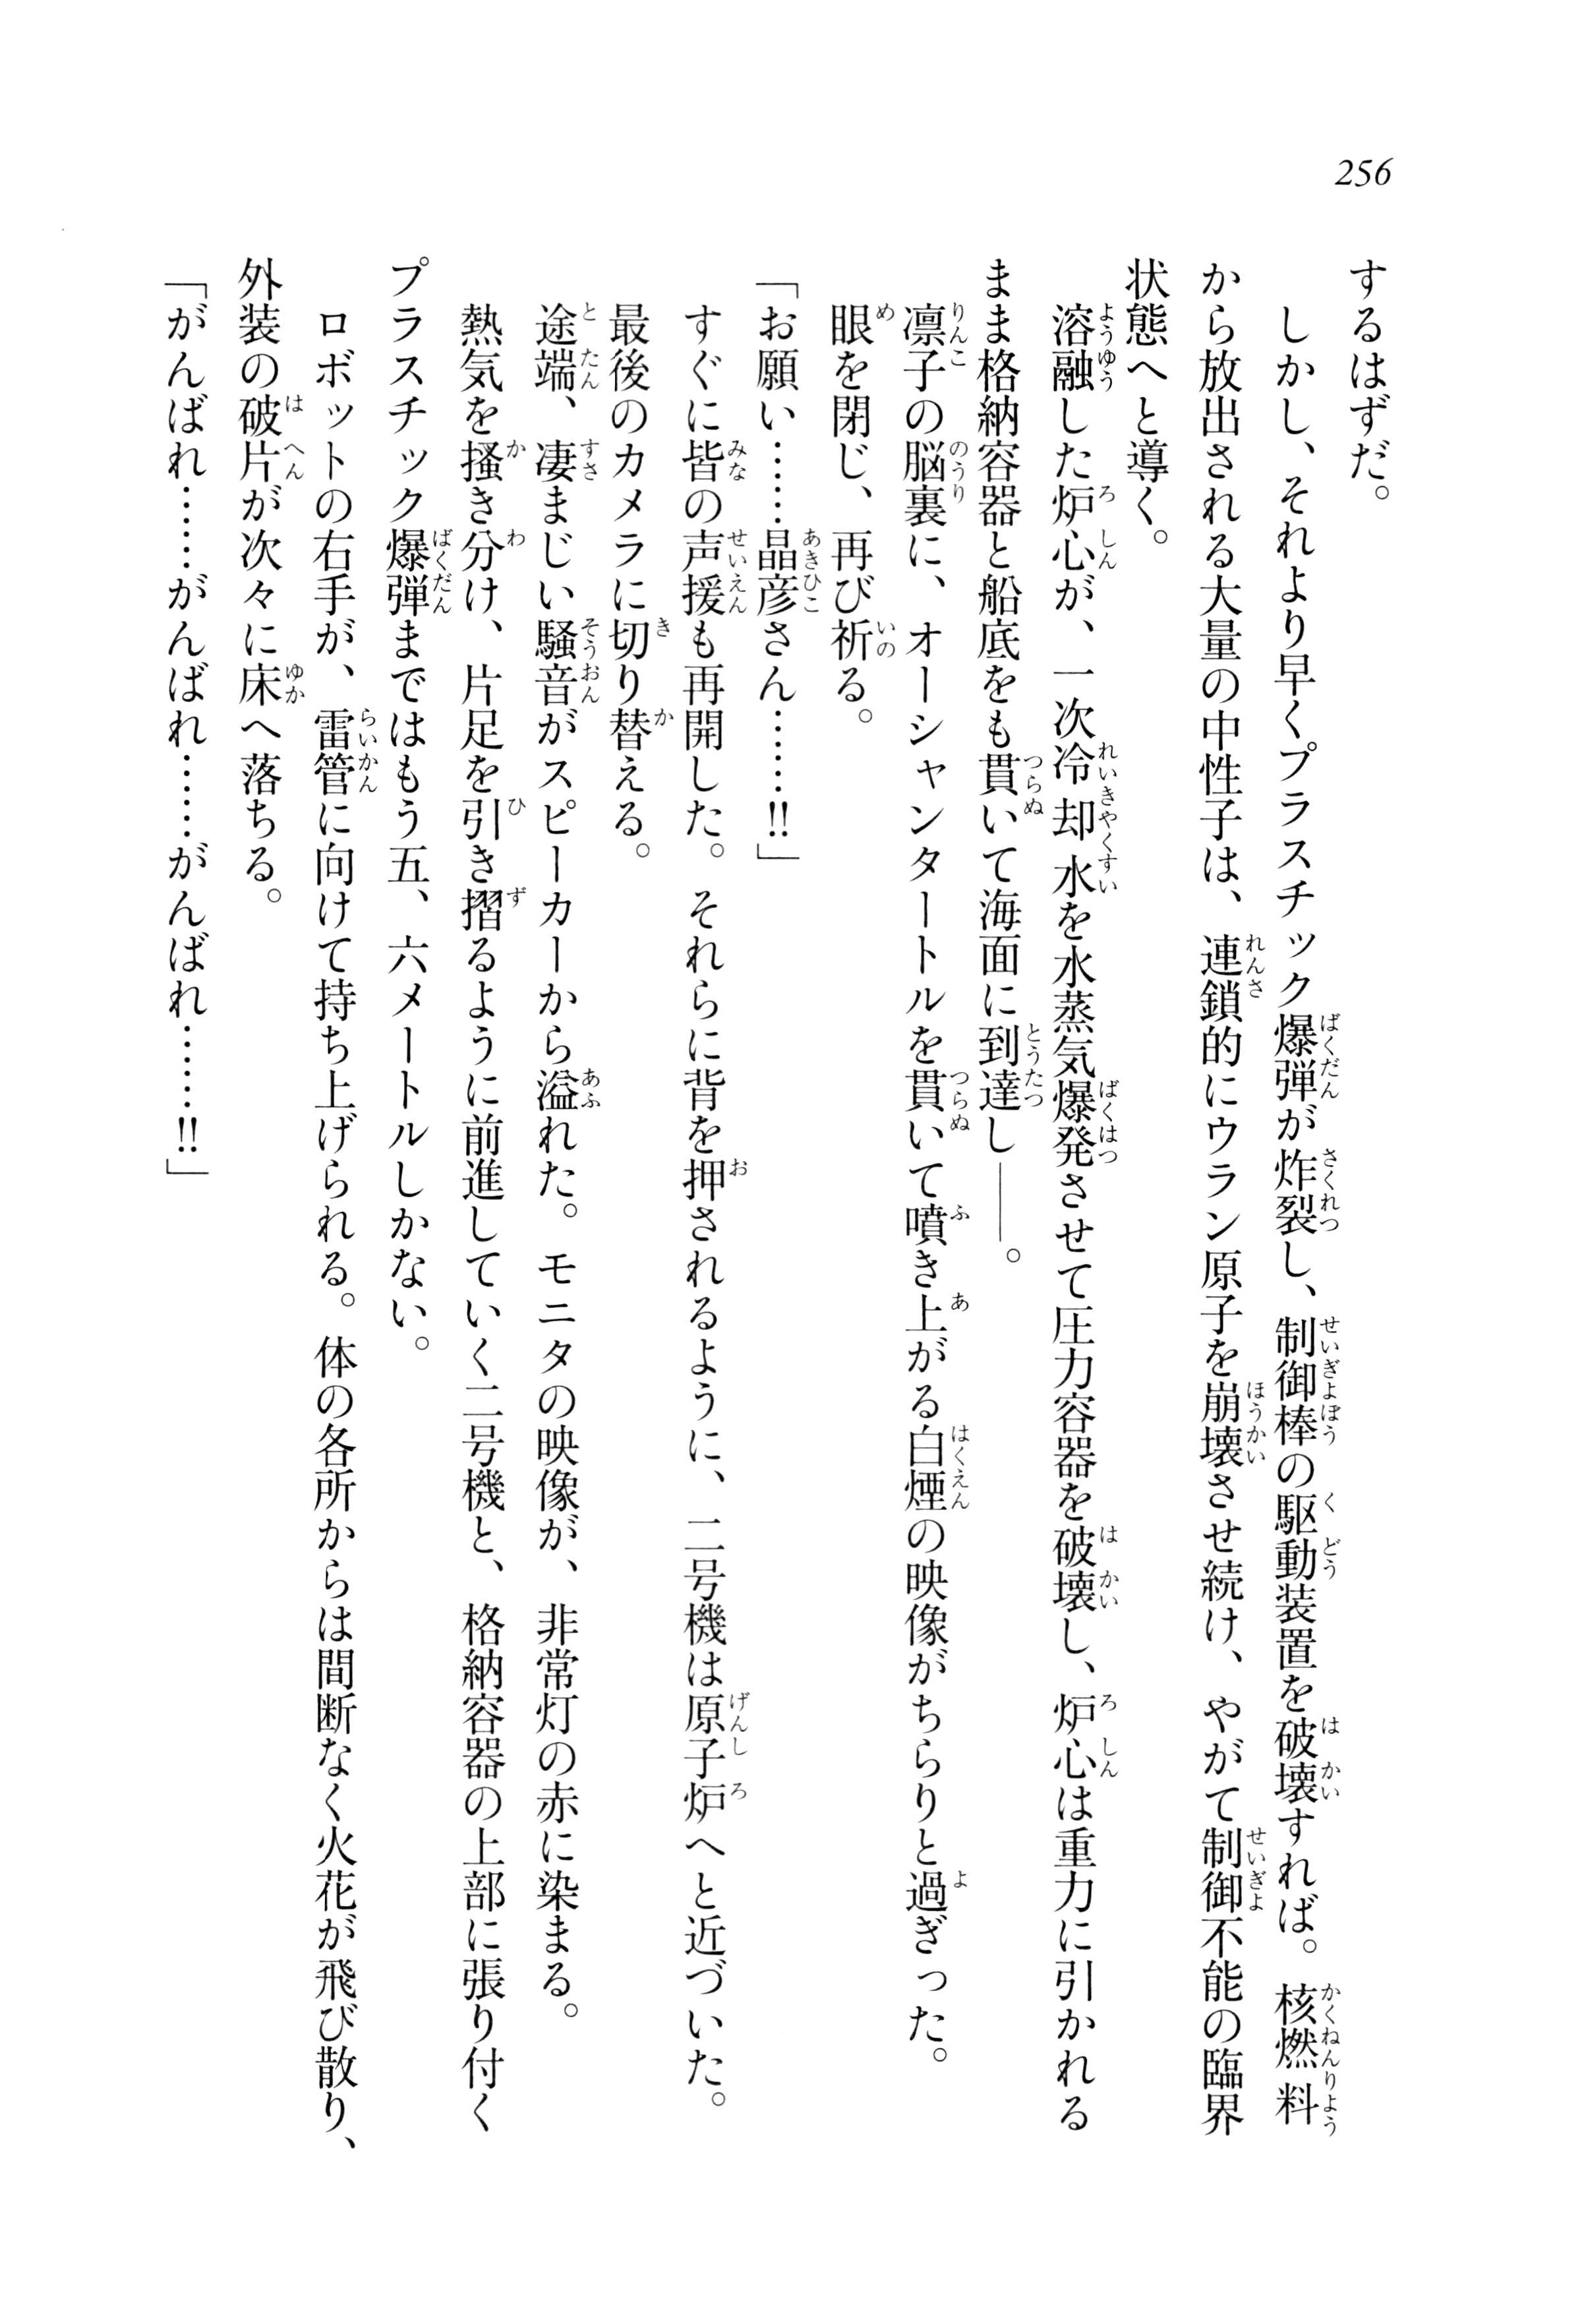 256
するはずだ。
しかし、それより早くプラスチック爆弾が炸裂し、制御棒の駆動装置を破壊すれば。核燃料
から放出される大量の中性子は、連鎖的にウラン原子を崩壊させ続け、やがて制御不能の臨界
状態へと導く。
溶融した炉心が、一次冷却水を水蒸気爆発させて圧力容器を破壊し、炉心は重力に引かれる
まま格納容器と船底をも貫いて海面に到達し――。
凛子の脳裏に、オーシャンタートルを貫いて噴き上がる白煙の映像がちらりと過ぎった。
眼を閉じ、再び祈る。
「お願い……晶彦さん……!!」
すぐに皆の声援も再開した。それらに背を押されるように、二号機は原子炉へと近づいた。
最後のカメラに切り替える。
途端、凄まじい騒音がスピーカーから溢れた。モニタの映像が、非常灯の赤に染まる。
熱気を掻き分け、片足を引き摺るように前進していく二号機と、格納容器の上部に張り付く
プラスチック爆弾まではもう五、六メートルしかない。
ロボットの右手が、雷管に向けて持ち上げられる。体の各所からは間断なく火花が飛び散り、
外装の破片が次々に床へ落ちる。
「がんばれ……がんばれ……がんばれ……!!」